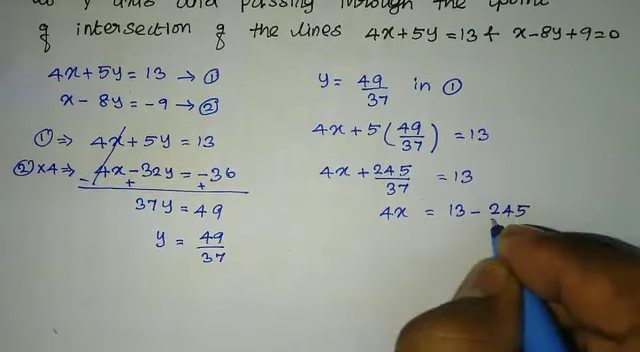 Y axis and passing through the point
of intersection of the lines 4x+5y=13 & x-8y+9=0
4x+5y=13 → ①
x-8y=-9 → ②
①⇒ 4x+5y=13
②×4⇒ 4x-32y=-36
- + +
37y=49
y = 49/37
y = 49/37 in ①
4x+5(49/37)=13
4x+245/37 =13
4x = 13-245